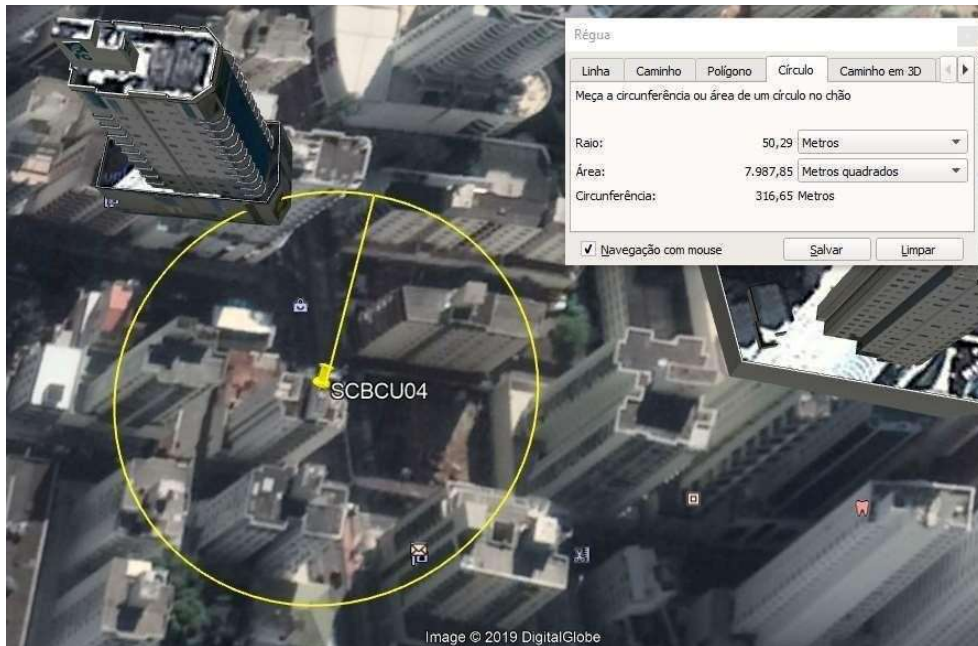 Régua
Linha Caminho Polígono Círculo Caminho em 3D
Meça a circunferência ou área de um círculo no chão
Raio: 50,29 Metros
Área: 7.987,85 Metros quadrados
Circunferência: 316,65 Metros
Navegação com mouse Salvar Limpar
SCBCU04
Image © 2019 DigitalGlobe